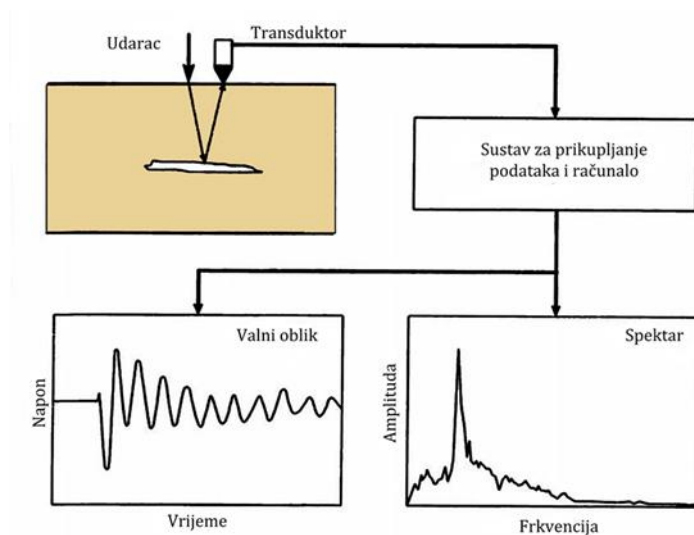 Udarac
Transduktor
Sustav za prikupljanje
podataka i računalo
Valni oblik
Napon
Vrijeme
Spektar
Amplituda
Frkvencija